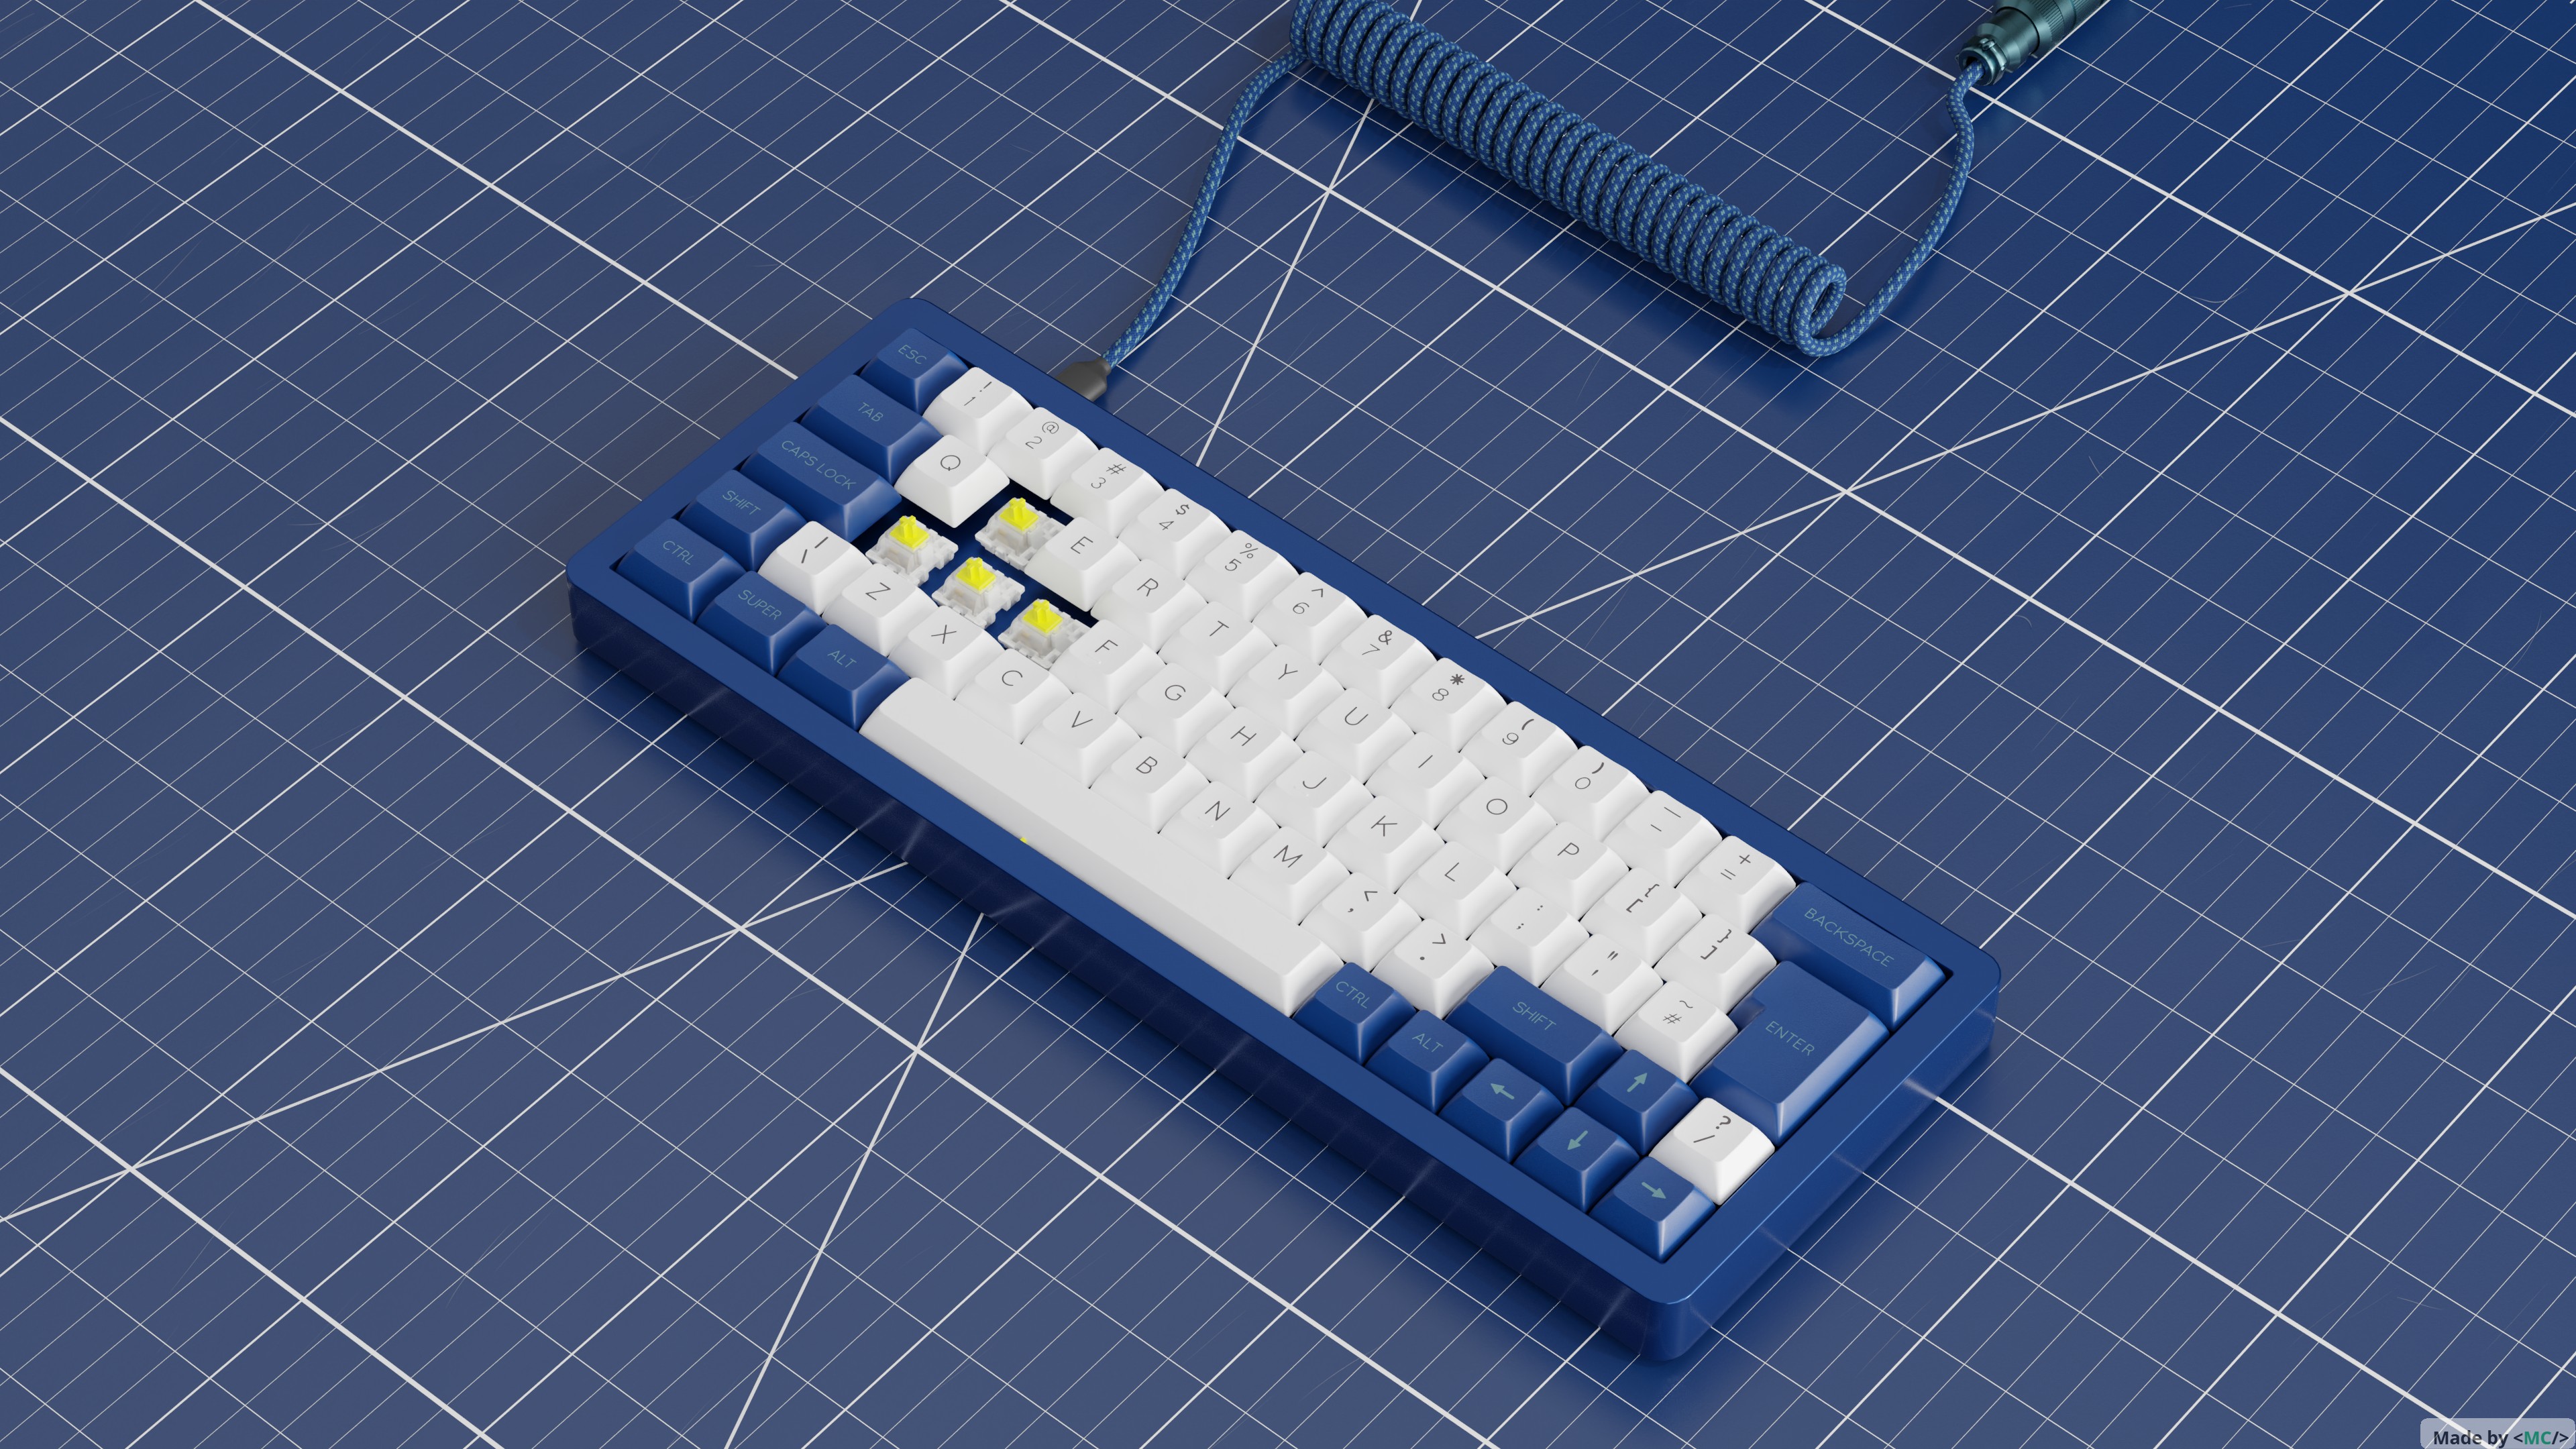 ESC
!
1
@
2
#
3
$
4
%
5
^
6
&
7
*
8
(
9
)
0
_
-
+
=
BACKSPACE
TAB
Q
E
R
T
Y
U
I
O
P
{
[
}
]
ENTER
CAPS LOCK
F
G
H
J
K
L
:
;
"
,
~
#
SHIFT
|
\
Z
X
C
V
B
N
M
<
,
>
.
SHIFT
↑
?
/
CTRL
SUPER
ALT
CTRL
ALT
←
↓
→
Made by <MC/>